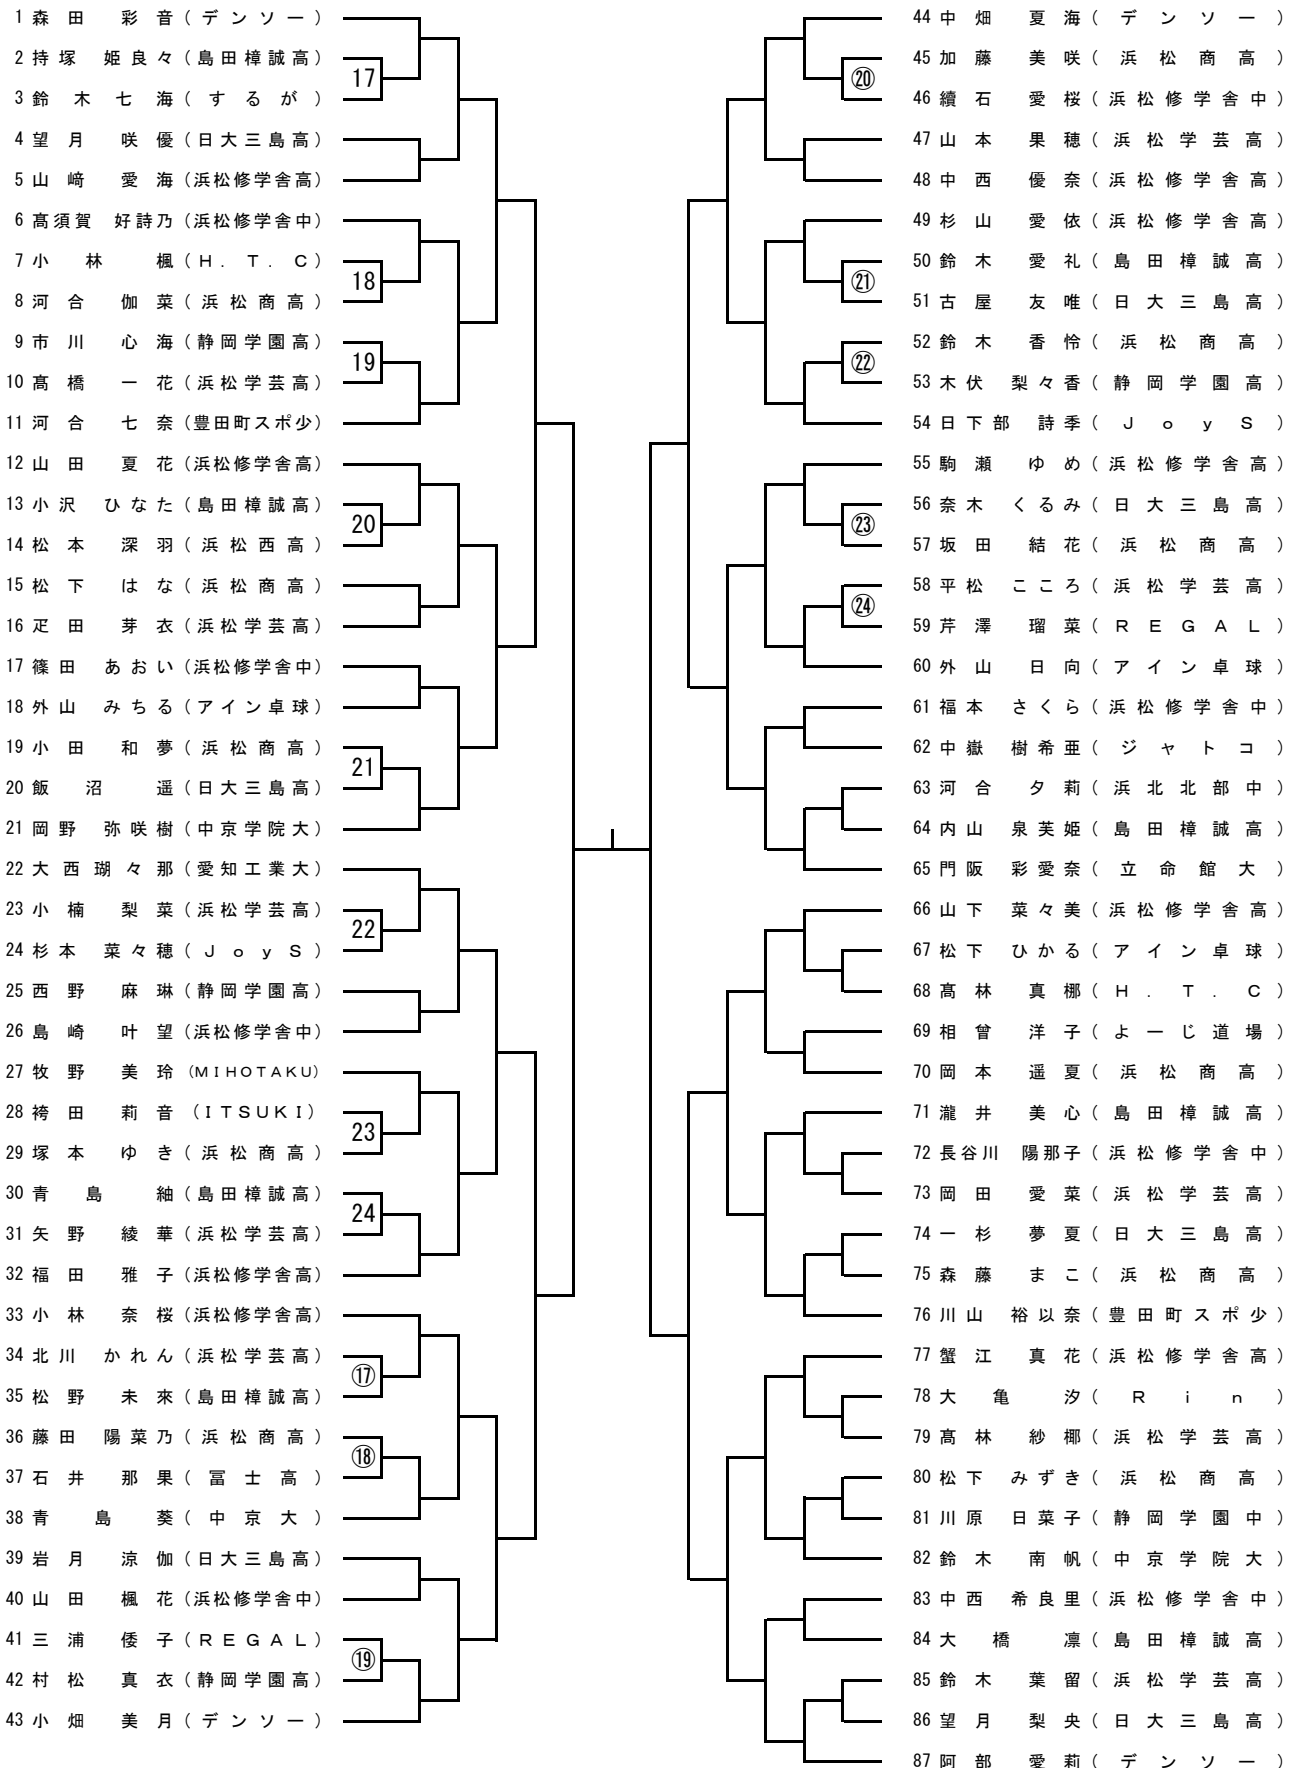 1 森田 彩音 (デンソー)
2 持塚 姫良々 (島田樟誠高)
17
3 鈴木七海 (するが)
4 望月 咲優 (日大三島高)
5 山﨑 愛海 (浜松修学舎高)
6 髙須賀 好詩乃 (浜松修学舎中)
7 小林 楓 (H.T.C)
18
8 河合 伽菜 (浜松商高)
9 市川 心海 (静岡学園高)
19
10 髙橋 一花 (浜松学芸高)
11 河合 七奈 (豊田町スポ少)
12 山田 夏花 (浜松修学舎高)
13 小沢 ひなた (島田樟誠高)
20
14 松本 深羽 (浜松西高)
15 松下 はな (浜松商高)
16 疋田 芽衣 (浜松学芸高)
17 篠田 あおい (浜松修学舎中)
18 外山 みちる (アイン卓球)
19 小田 和夢 (浜松商高)
21
20 飯沼 遥 (日大三島高)
21 岡野 弥咲樹 (中京学院大)
22 大西瑚々那 (愛知工業大)
23 小楠 梨菜 (浜松学芸高)
22
24 杉本 菜々穂 (JoyS)
25 西野 麻琳 (静岡学園高)
26 島崎 叶望 (浜松修学舎中)
27 牧野 美玲 (MIHOTAKU)
28 袴田 莉音 (ITSUKI)
23
29 塚本 ゆき (浜松商高)
30 青島 紬 (島田樟誠高)
24
31 矢野 綾華 (浜松学芸高)
32 福田 雅子 (浜松修学舎高)
33 小林 奈桜 (浜松修学舎高)
34 北川 かれん (浜松学芸高)
⑰
35 松野 未來 (島田樟誠高)
36 藤田 陽菜乃 (浜松商高)
⑱
37 石井 那果 (冨士高)
38 青島 葵 (中京大)
39 岩月 涼伽 (日大三島高)
40 山田 楓花 (浜松修学舎中)
41 三浦 倭子 (REGAL)
⑲
42 村松 真衣 (静岡学園高)
43 小畑 美月 (デンソー)
44 中畑 夏海 (デンソー)
45 加藤 美咲 (浜松商高)
⑳
46 續石 愛桜 (浜松修学舎中)
47 山本 果穂 (浜松学芸高)
48 中西 優奈 (浜松修学舎高)
49 杉山 愛依 (浜松修学舎高)
50 鈴木 愛礼 (島田樟誠高)
㉑
51 古屋 友唯 (日大三島高)
52 鈴木 香怜 (浜松商高)
㉒
53 木伏 梨々香 (静岡学園高)
54 日下部 詩季 (JoyS)
55 駒瀬 ゆめ (浜松修学舎高)
56 奈木 くるみ (日大三島高)
㉓
57 坂田 結花 (浜松商高)
58 平松 こころ (浜松学芸高)
㉔
59 芹澤 瑠菜 (REGAL)
60 外山 日向 (アイン卓球)
61 福本 さくら (浜松修学舎中)
62 中嶽 樹希亜 (ジャトコ)
63 河合 夕莉 (浜北北部中)
64 内山 泉芙姫 (島田樟誠高)
65 門阪 彩愛奈 (立命館大)
66 山下 菜々美 (浜松修学舎高)
67 松下 ひかる (アイン卓球)
68 髙林 真梛 (H.T.C)
69 相曾 洋子 (よーじ道場)
70 岡本 遥夏 (浜松商高)
71 瀧井 美心 (島田樟誠高)
72 長谷川 陽那子 (浜松修学舎中)
73 岡田 愛菜 (浜松学芸高)
74 一杉 夢夏 (日大三島高)
75 森藤 まこ (浜松商高)
76 川山 裕以奈 (豊田町スポ少)
77 蟹江 真花 (浜松修学舎高)
78 大亀 汐 (Rin)
79 髙林 紗椰 (浜松学芸高)
80 松下 みずき (浜松商高)
81 川原 日菜子 (静岡学園中)
82 鈴木 南帆 (中京学院大)
83 中西 希良里 (浜松修学舎中)
84 大橋 凛 (島田樟誠高)
85 鈴木 葉留 (浜松学芸高)
86 望月 梨央 (日大三島高)
87 阿部 愛莉 (デンソー)